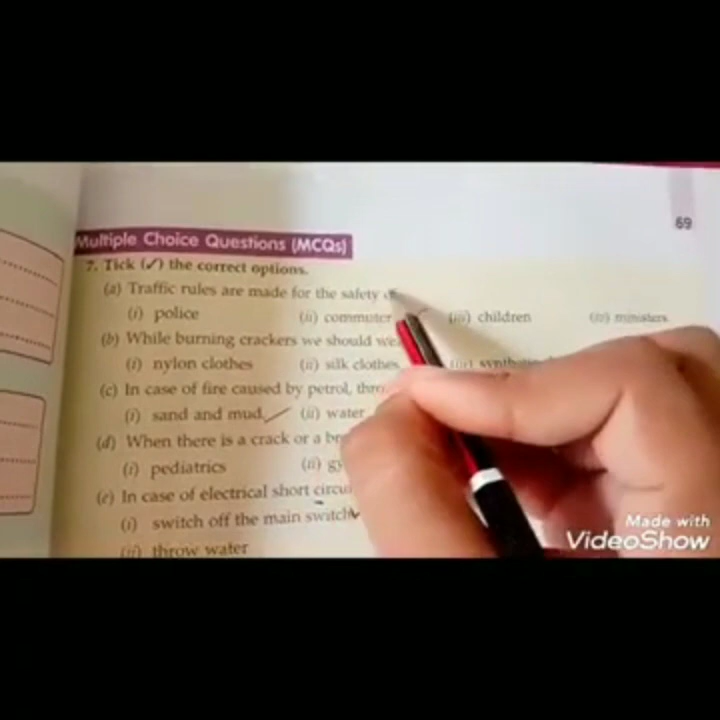 69
Multiple Choice Questions (MCQs)
7. Tick (✓) the correct options.
(a) Traffic rules are made for the safety
(i) police (ii) commuter (iii) children (iv) ministers
(b) While burning crackers we should
(i) nylon clothes (ii) silk clothes (iii)
(c) In case of fire caused by petrol,
(i) sand and mud (ii) water
(d) When there is a crack or a
(i) pediatrics (ii)
(e) In case of electrical short
(i) switch off the main switch
(ii) throw water
Made with
VideoShow